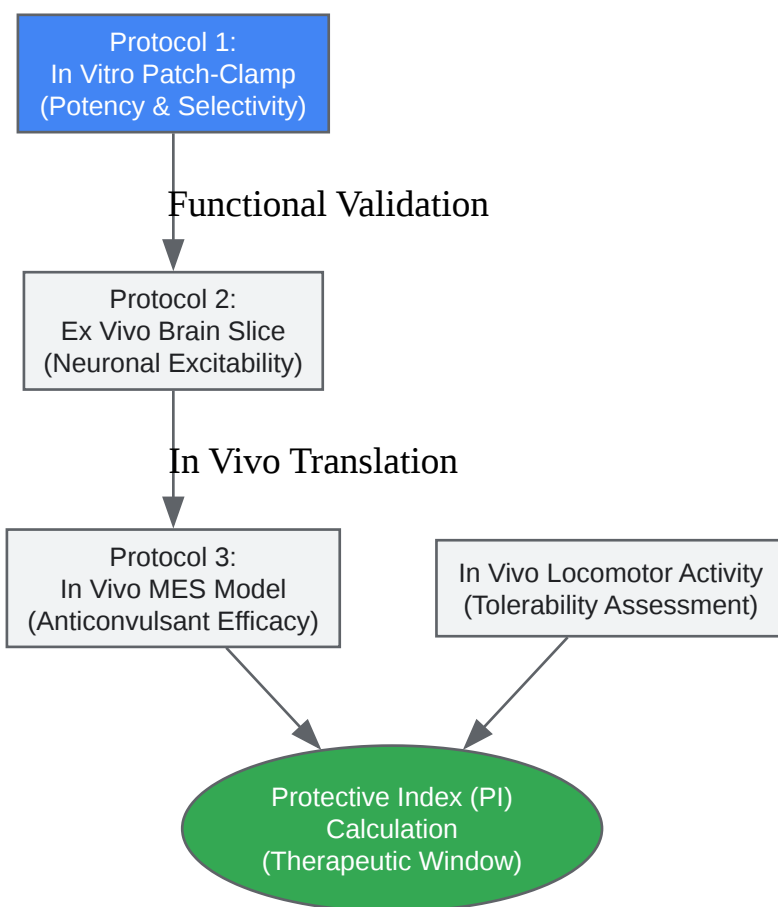 Protocol 1:
In Vitro Patch-Clamp
(Potency & Selectivity)
Functional Validation
Protocol 2:
Ex Vivo Brain Slice
(Neuronal Excitability)
In Vivo Translation
Protocol 3:
In Vivo MES Model
(Anticonvulsant Efficacy)
In Vivo Locomotor Activity
(Tolerability Assessment)
Protective Index (PI)
Calculation
(Therapeutic Window)